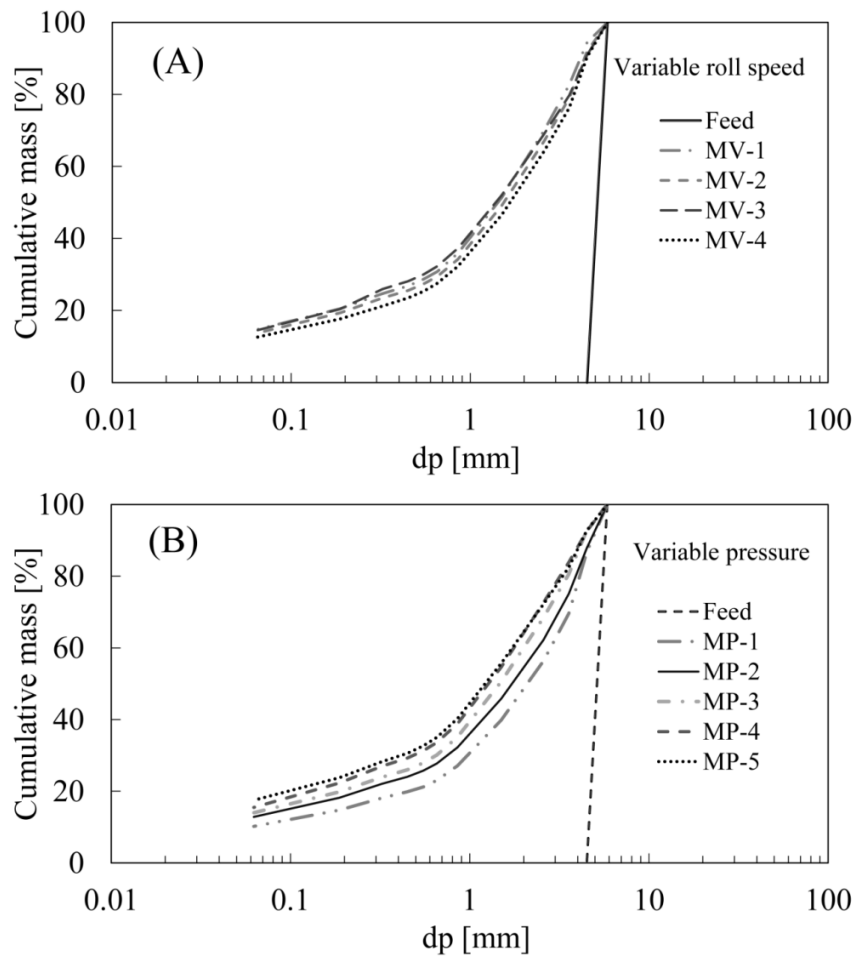 (A)
Variable roll speed
Feed
MV-1
MV-2
MV-3
MV-4
Cumulative mass [%]
100
80
60
40
20
0
0.01 0.1 1 10 100
dp [mm]
(B)
Variable pressure
Feed
MP-1
MP-2
MP-3
MP-4
MP-5
Cumulative mass [%]
100
80
60
40
20
0
0.01 0.1 1 10 100
dp [mm]